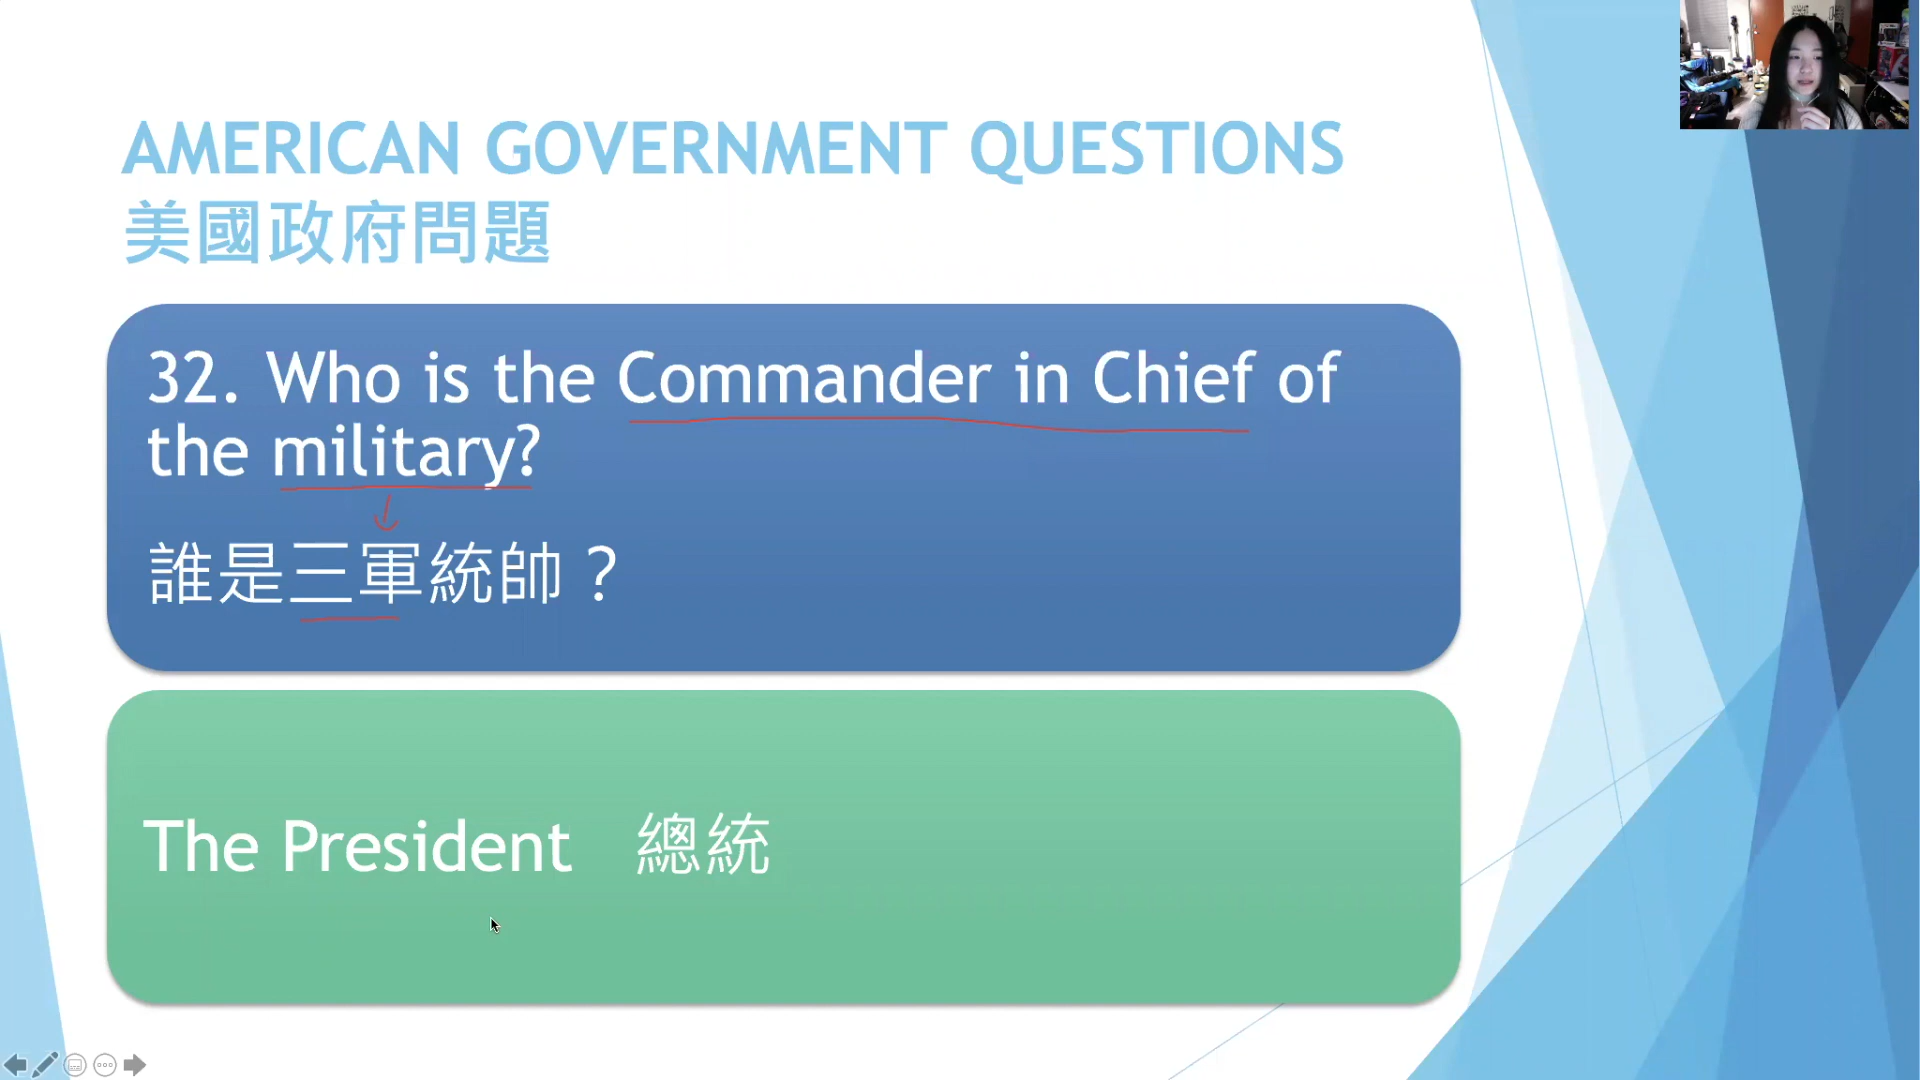 AMERICAN GOVERNMENT QUESTIONS
美國政府問題
32. Who is the Commander in Chief of
the military?
誰是三軍統帥？
The President 總統